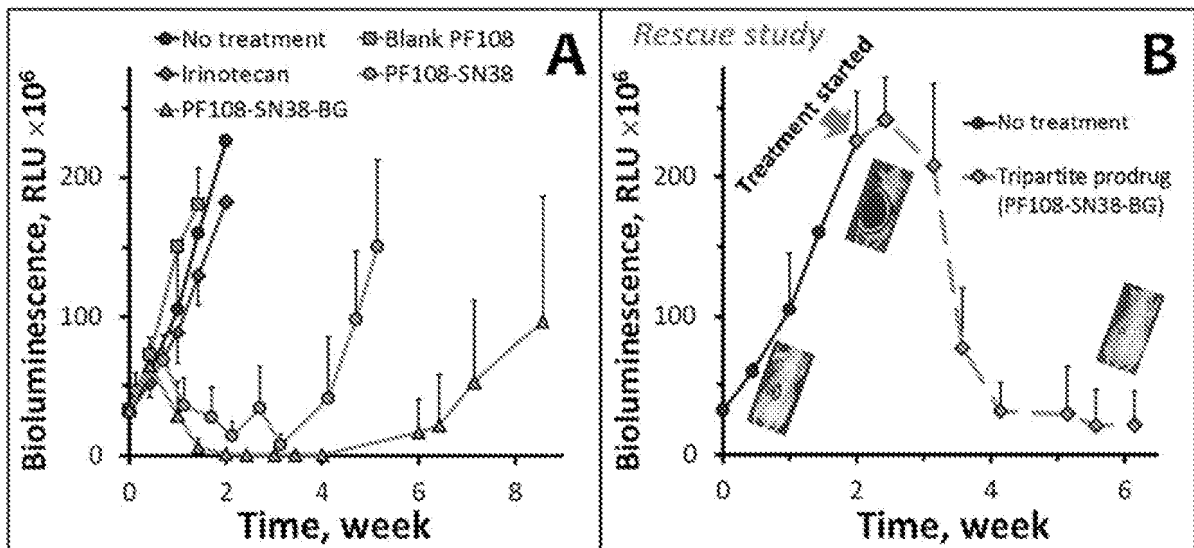 No treatment
Blank PF108
Irinotecan
PF108-SN38
PF108-SN38-BG
A
Bioluminescence, RLU ×10⁶
200
100
0
0 2 4 6 8
Time, week
Rescue study
B
Treatment started
No treatment
Tripartite prodrug
(PF108-SN38-BG)
Bioluminescence, RLU ×10⁶
200
100
0
0 2 4 6
Time, week